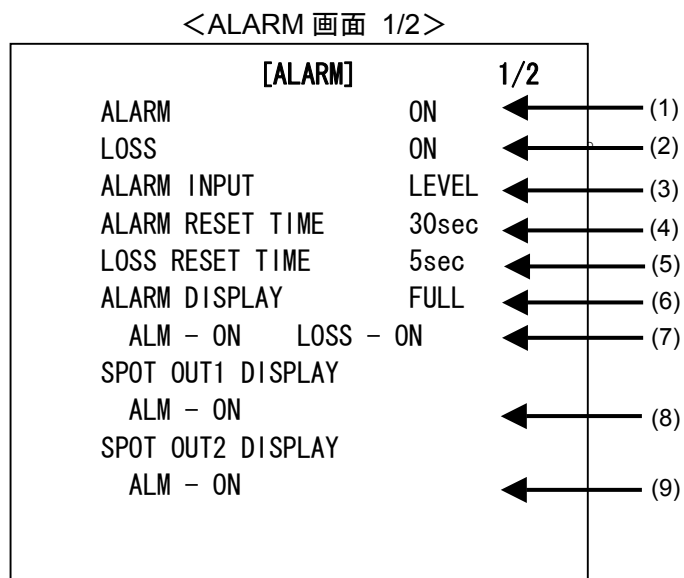 ＜ALARM 画面 1/2＞
[ALARM] 1/2
ALARM ON (1)
LOSS ON (2)
ALARM INPUT LEVEL (3)
ALARM RESET TIME 30sec (4)
LOSS RESET TIME 5sec (5)
ALARM DISPLAY FULL (6)
ALM － ON LOSS － ON (7)
SPOT OUT1 DISPLAY
ALM － ON (8)
SPOT OUT2 DISPLAY
ALM － ON (9)